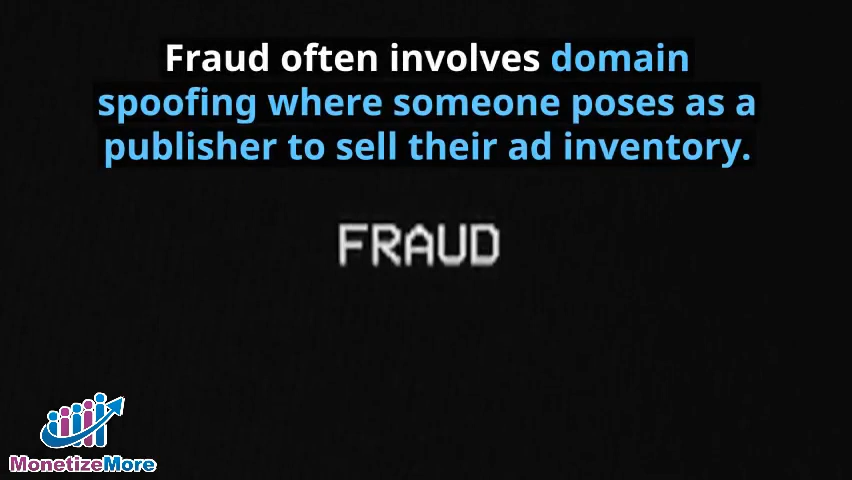 Fraud often involves domain
spoofing where someone poses as a
publisher to sell their ad inventory.
FRAUD
MonetizeMore